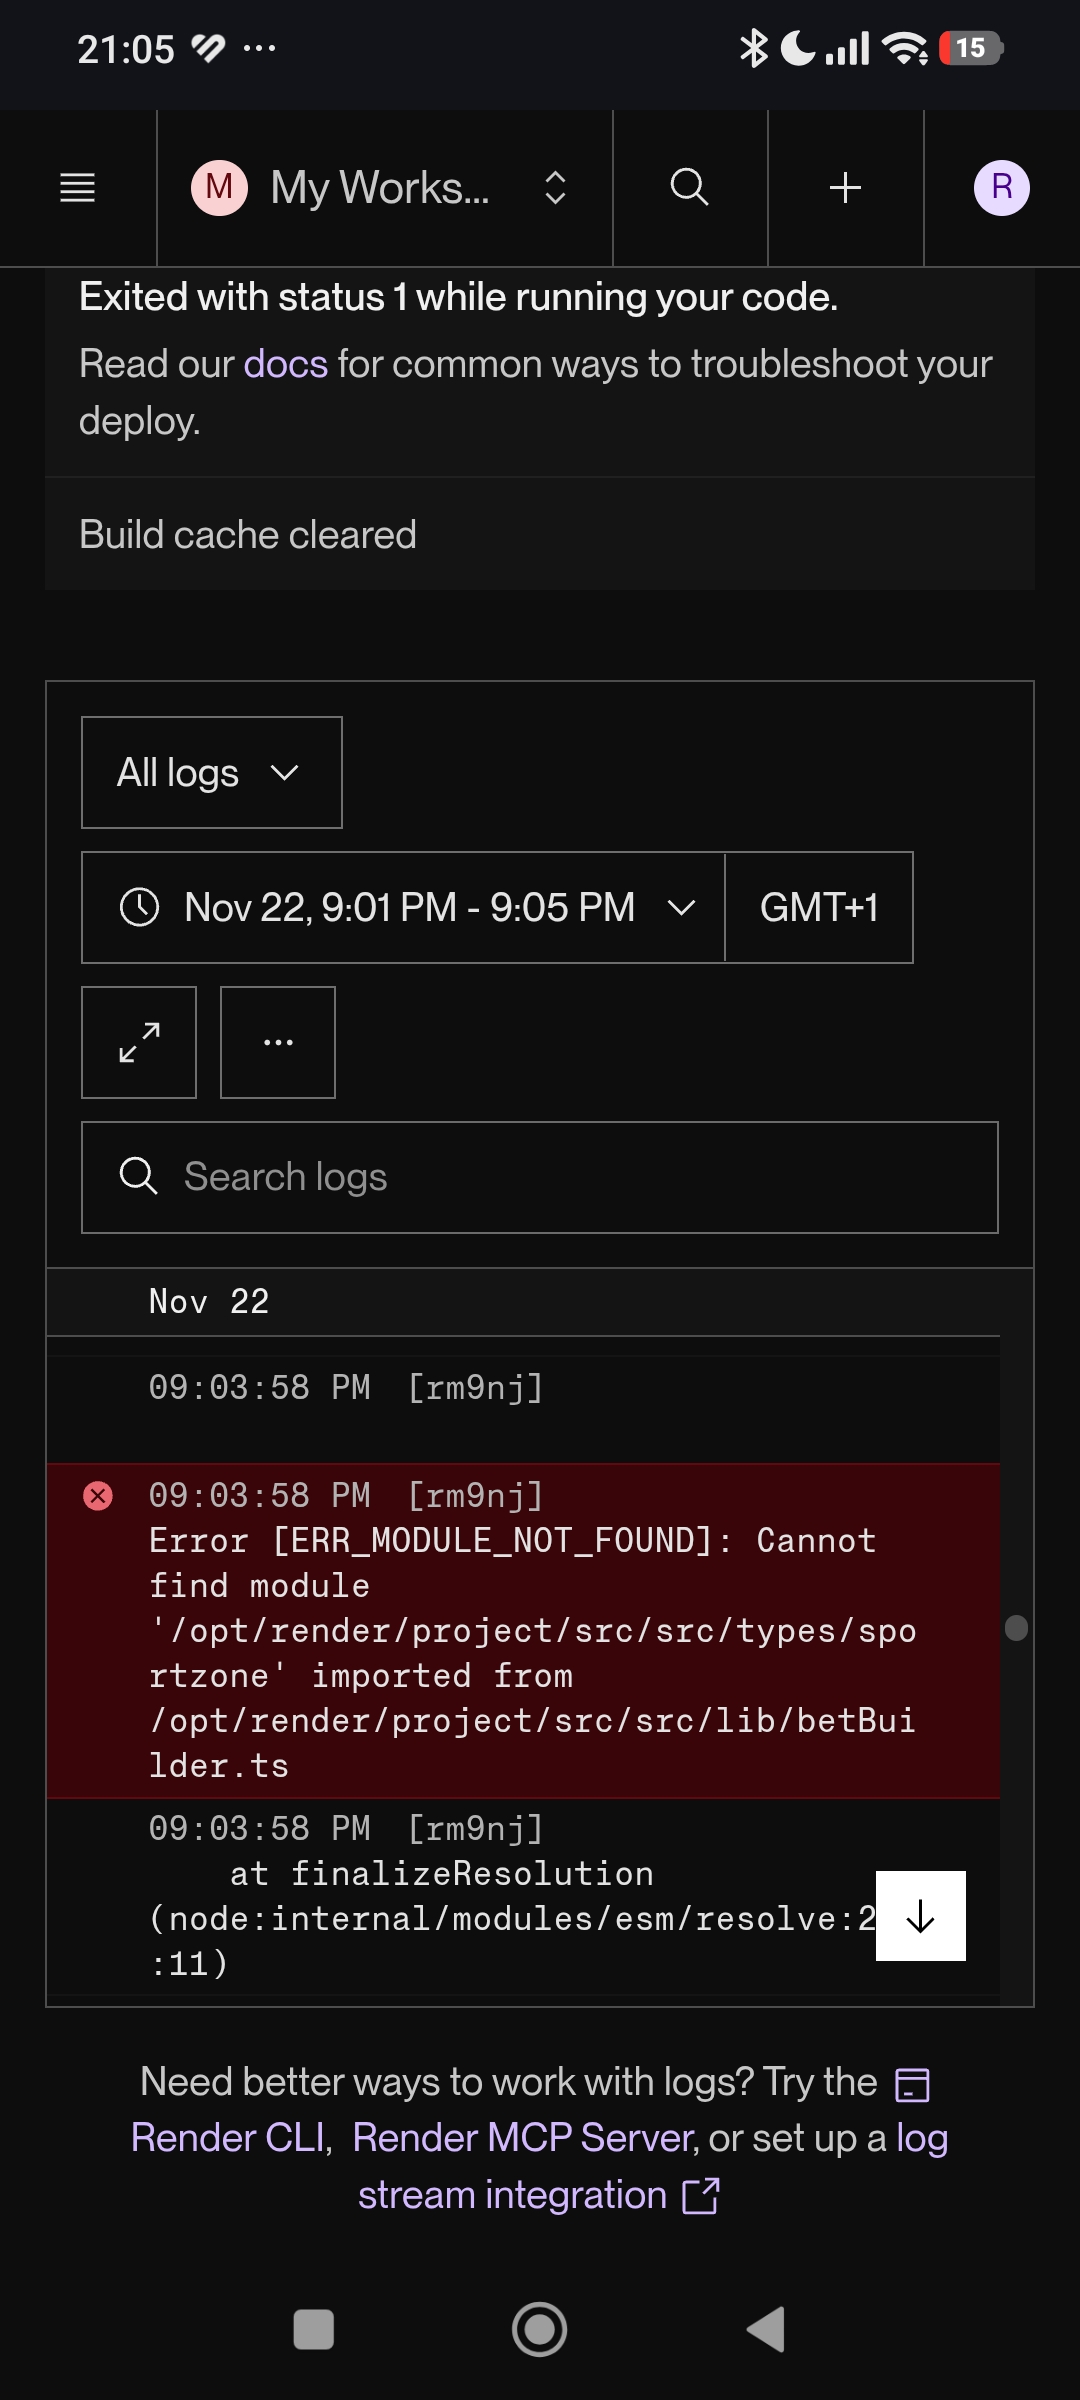 21:05
15
M My Works...
R
Exited with status 1 while running your code.
Read our docs for common ways to troubleshoot your
deploy.
Build cache cleared
All logs
Nov 22, 9:01 PM - 9:05 PM GMT+1
...
Search logs
Nov 22
09:03:58 PM [rm9nj]
09:03:58 PM [rm9nj]
Error [ERR_MODULE_NOT_FOUND]: Cannot
find module
'/opt/render/project/src/src/types/spo
rtzone' imported from
/opt/render/project/src/src/lib/betBui
lder.ts
09:03:58 PM [rm9nj]
at finalizeResolution
(node:internal/modules/esm/resolve:2
:11)
Need better ways to work with logs? Try the
Render CLI, Render MCP Server, or set up a log
stream integration